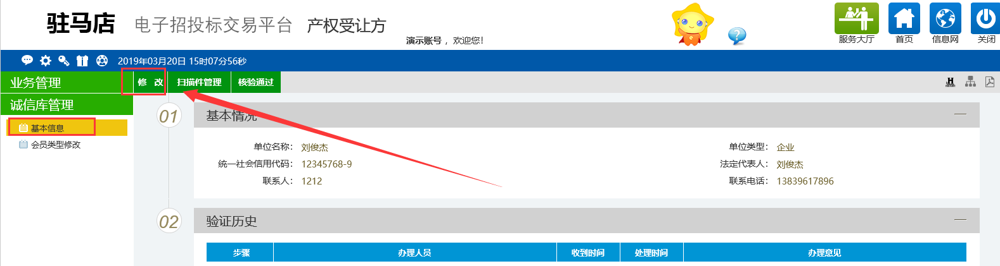 驻马店 电子招投标交易平台 产权受让方
演示账号 ，欢迎您！
服务大厅 首页 信息网 关闭
2019年03月20日 15时07分56秒
业务管理
修 改 扫描件管理 核验通过
诚信库管理
基本信息
会员类型修改
01 基本情况
单位名称： 刘俊杰 单位类型： 企业
统一社会信用代码： 12345768-9 法定代表人： 刘俊杰
联系人： 1212 联系电话： 13839617896
02 验证历史
步骤 办理人员 收到时间 处理时间 办理意见